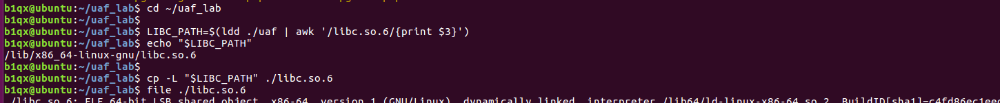 b1qx@ubuntu:~/uaf_lab$ cd ~/uaf_lab
b1qx@ubuntu:~/uaf_lab$
b1qx@ubuntu:~/uaf_lab$ LIBC_PATH=$(ldd ./uaf | awk '/libc.so.6/{print $3}')
b1qx@ubuntu:~/uaf_lab$ echo "$LIBC_PATH"
/lib/x86_64-linux-gnu/libc.so.6
b1qx@ubuntu:~/uaf_lab$
b1qx@ubuntu:~/uaf_lab$ cp -L "$LIBC_PATH" ./libc.so.6
b1qx@ubuntu:~/uaf_lab$ file ./libc.so.6
./libc.so.6: ELF 64-bit LSB shared object, x86-64, version 1 (GNU/Linux), dynamically linked, interpreter /lib64/ld-linux-x86-64.so.2, BuildID[sha1]=c4fd86ec1eed